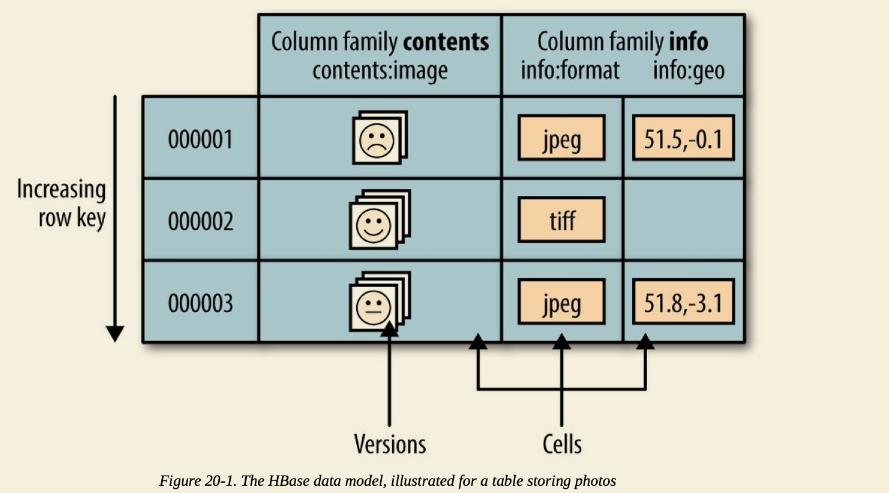 Column family contents
contents:image
Column family info
info:format info:geo
000001 jpeg 51.5,-0.1
Increasing
row key
000002 tiff
000003 jpeg 51.8,-3.1
Versions
Cells
Figure 20-1. The HBase data model, illustrated for a table storing photos